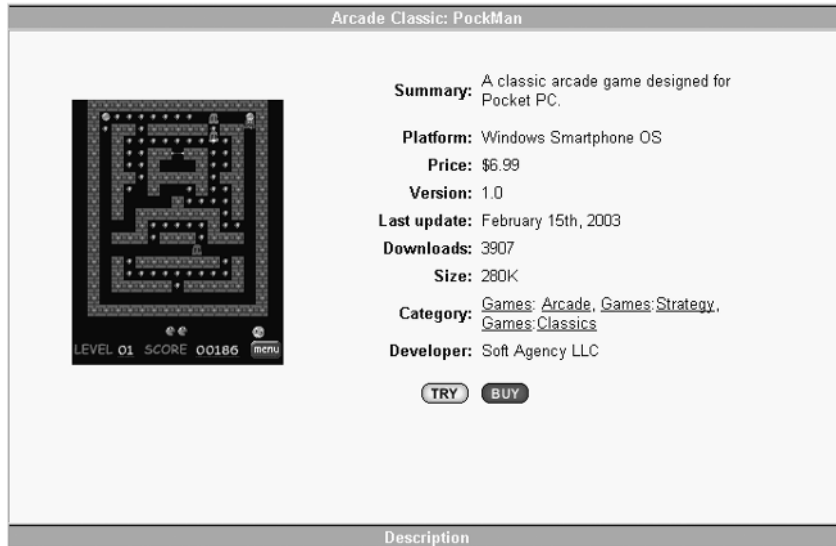 Arcade Classic: PockMan
Summary: A classic arcade game designed for
Pocket PC.
Platform: Windows Smartphone OS
Price: $6.99
Version: 1.0
Last update: February 15th, 2003
Downloads: 3907
Size: 280K
Category: Games: Arcade, Games:Strategy,
Games:Classics
Developer: Soft Agency LLC
TRY BUY
LEVEL 01 SCORE 00186 menu
Description